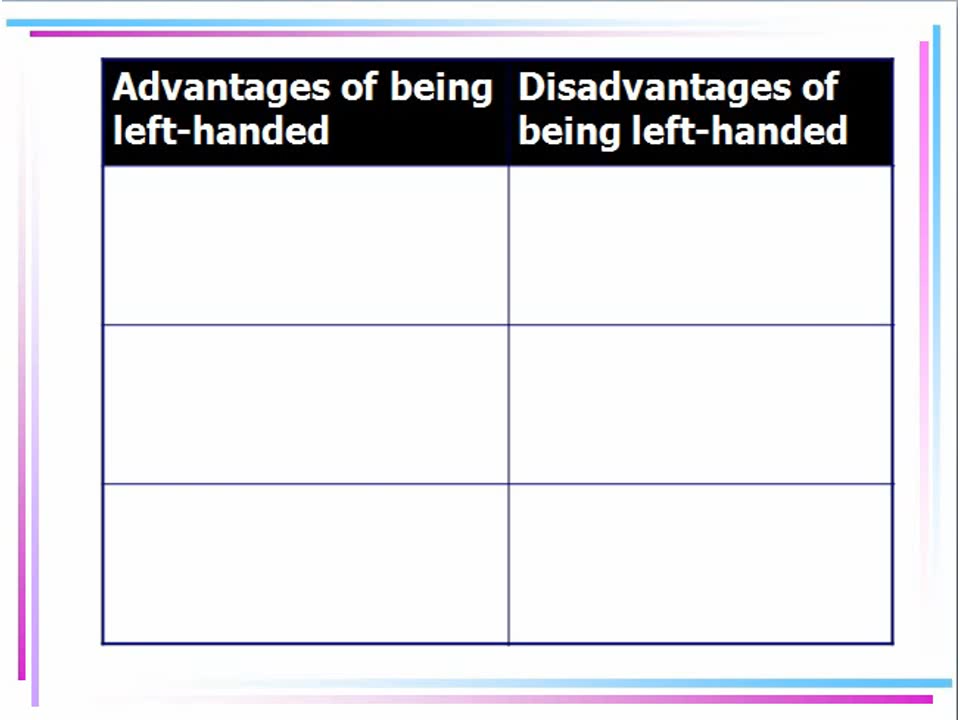 Advantages of being
left-handed
Disadvantages of
being left-handed